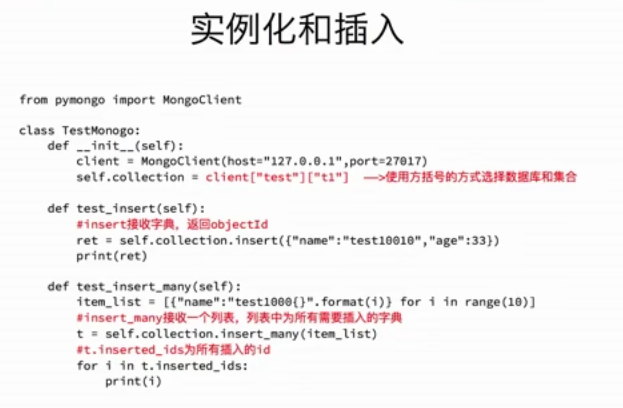 实例化和插入
from pymongo import MongoClient
class TestMonogo:
    def __init__(self):
        client = MongoClient(host="127.0.0.1",port=27017)
        self.collection = client["test"]["t1"]  ——>使用方括号的方式选择数据库和集合
    def test_insert(self):
        #insert接收字典，返回objectId
        ret = self.collection.insert({"name":"test10010","age":33})
        print(ret)
    def test_insert_many(self):
        item_list = [{"name":"test1000{}".format(i)} for i in range(10)]
        #insert_many接收一个列表，列表中为所有需要插入的字典
        t = self.collection.insert_many(item_list)
        #t.inserted_ids为所有插入的id
        for i in t.inserted_ids:
            print(i)